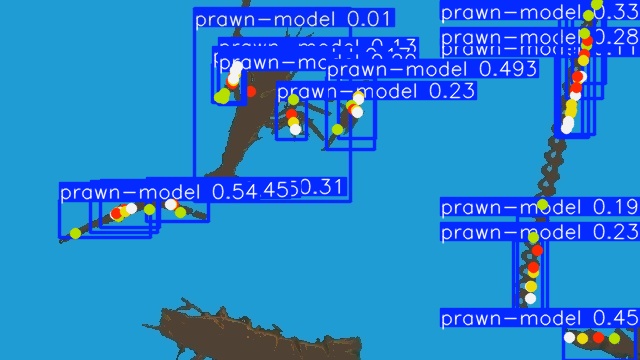 prawn-model 0.01
prawn-model 0.33
prawn-model 0.28
prawn-model 0.493
prawn-model 0.23
prawn-model 0.54
0.31
prawn-model 0.19
prawn-model 0.23
prawn-model 0.45